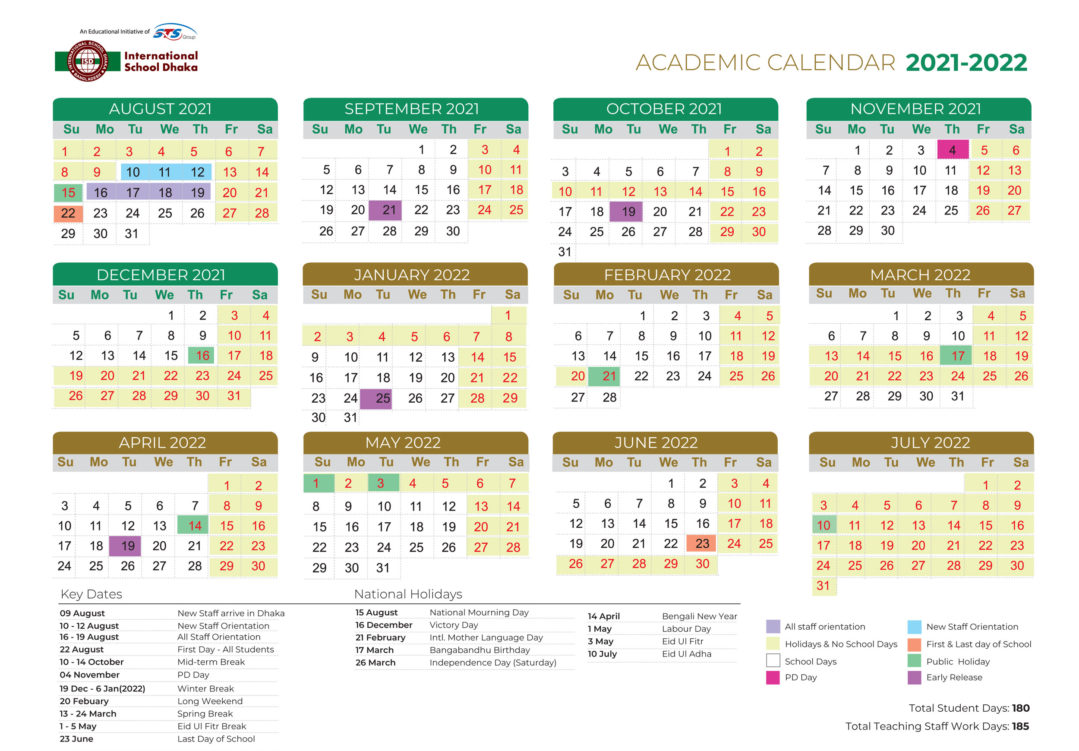 An Educational Initiative of STS Group
INTERNATIONAL SCHOOL DHAKA
ISD
BANGLADESH
International
School Dhaka
ACADEMIC CALENDAR 2021-2022
AUGUST 2021
Su Mo Tu We Th Fr Sa
1 2 3 4 5 6 7
8 9 10 11 12 13 14
15 16 17 18 19 20 21
22 23 24 25 26 27 28
29 30 31
SEPTEMBER 2021
Su Mo Tu We Th Fr Sa
1 2 3 4
5 6 7 8 9 10 11
12 13 14 15 16 17 18
19 20 21 22 23 24 25
26 27 28 29 30
OCTOBER 2021
Su Mo Tu We Th Fr Sa
1 2
3 4 5 6 7 8 9
10 11 12 13 14 15 16
17 18 19 20 21 22 23
24 25 26 27 28 29 30
31
NOVEMBER 2021
Su Mo Tu We Th Fr Sa
1 2 3 4 5 6
7 8 9 10 11 12 13
14 15 16 17 18 19 20
21 22 23 24 25 26 27
28 29 30
DECEMBER 2021
Su Mo Tu We Th Fr Sa
1 2 3 4
5 6 7 8 9 10 11
12 13 14 15 16 17 18
19 20 21 22 23 24 25
26 27 28 29 30 31
JANUARY 2022
Su Mo Tu We Th Fr Sa
1
2 3 4 5 6 7 8
9 10 11 12 13 14 15
16 17 18 19 20 21 22
23 24 25 26 27 28 29
30 31
FEBRUARY 2022
Su Mo Tu We Th Fr Sa
1 2 3 4 5
6 7 8 9 10 11 12
13 14 15 16 17 18 19
20 21 22 23 24 25 26
27 28
MARCH 2022
Su Mo Tu We Th Fr Sa
1 2 3 4 5
6 7 8 9 10 11 12
13 14 15 16 17 18 19
20 21 22 23 24 25 26
27 28 29 30 31
APRIL 2022
Su Mo Tu We Th Fr Sa
1 2
3 4 5 6 7 8 9
10 11 12 13 14 15 16
17 18 19 20 21 22 23
24 25 26 27 28 29 30
MAY 2022
Su Mo Tu We Th Fr Sa
1 2 3 4 5 6 7
8 9 10 11 12 13 14
15 16 17 18 19 20 21
22 23 24 25 26 27 28
29 30 31
JUNE 2022
Su Mo Tu We Th Fr Sa
1 2 3 4
5 6 7 8 9 10 11
12 13 14 15 16 17 18
19 20 21 22 23 24 25
26 27 28 29 30
JULY 2022
Su Mo Tu We Th Fr Sa
1 2
3 4 5 6 7 8 9
10 11 12 13 14 15 16
17 18 19 20 21 22 23
24 25 26 27 28 29 30
31
Key Dates
09 August New Staff arrive in Dhaka
10 - 12 August New Staff Orientation
16 - 19 August All Staff Orientation
22 August First Day - All Students
10 - 14 October Mid-term Break
04 November PD Day
19 Dec - 6 Jan(2022) Winter Break
20 Febuary Long Weekend
13 - 24 March Spring Break
1 - 5 May Eid Ul Fitr Break
23 June Last Day of School
National Holidays
15 August National Mourning Day
16 December Victory Day
21 February Intl. Mother Language Day
17 March Bangabandhu Birthday
26 March Independence Day (Saturday)
14 April Bengali New Year
1 May Labour Day
3 May Eid Ul Fitr
10 July Eid Ul Adha
All staff orientation
Holidays & No School Days
School Days
PD Day
New Staff Orientation
First & Last day of School
Public Holiday
Early Release
Total Student Days: 180
Total Teaching Staff Work Days: 185